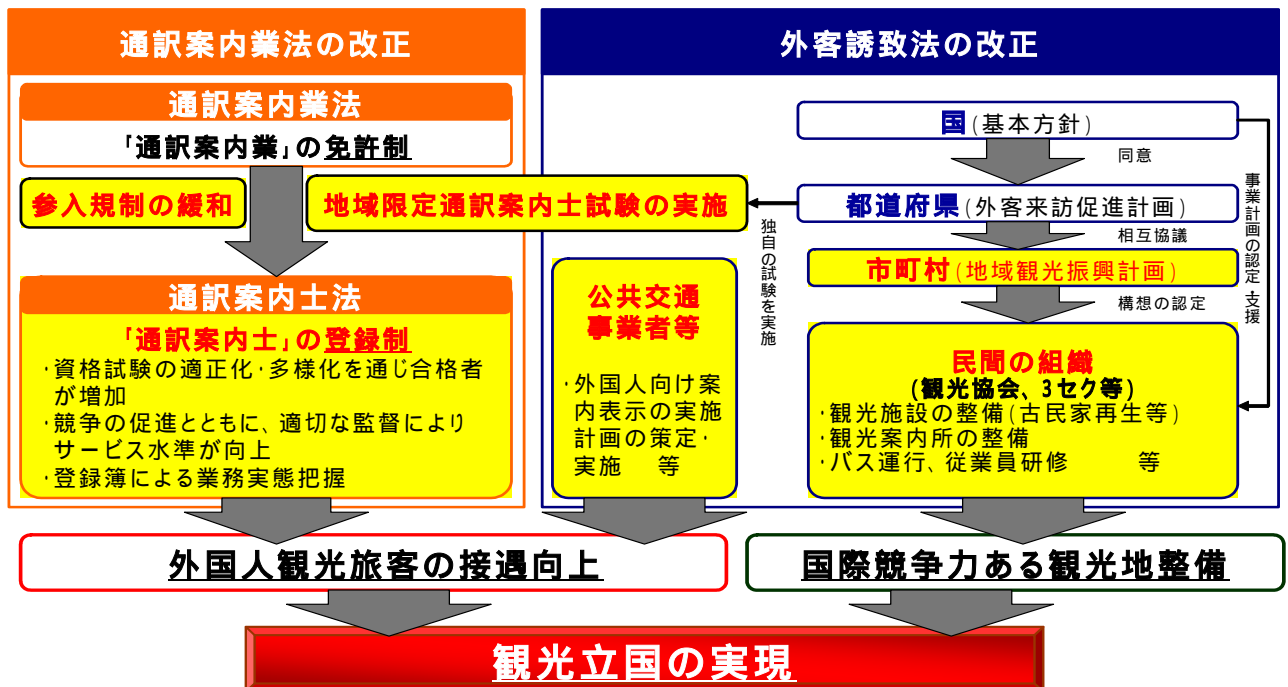 通訳案内業法の改正
通訳案内業法
「通訳案内業」の免許制
参入規制の緩和
地域限定通訳案内士試験の実施
通訳案内士法
「通訳案内士」の登録制
・資格試験の適正化・多様化を通じ合格者
が増加
・競争の促進とともに、適切な監督により
サービス水準が向上
・登録簿による業務実態把握
外客誘致法の改正
国(基本方針)
同意
都道府県(外客来訪促進計画)
独自の試験を実施
相互協議
市町村(地域観光振興計画)
構想の認定
事業計画の認定・支援
公共交通
事業者等
・外国人向け案
内表示の実施
計画の策定・
実施 等
民間の組織
(観光協会、3セク等)
・観光施設の整備(古民家再生等)
・観光案内所の整備
・バス運行、従業員研修 等
外国人観光旅客の接遇向上
国際競争力ある観光地整備
観光立国の実現